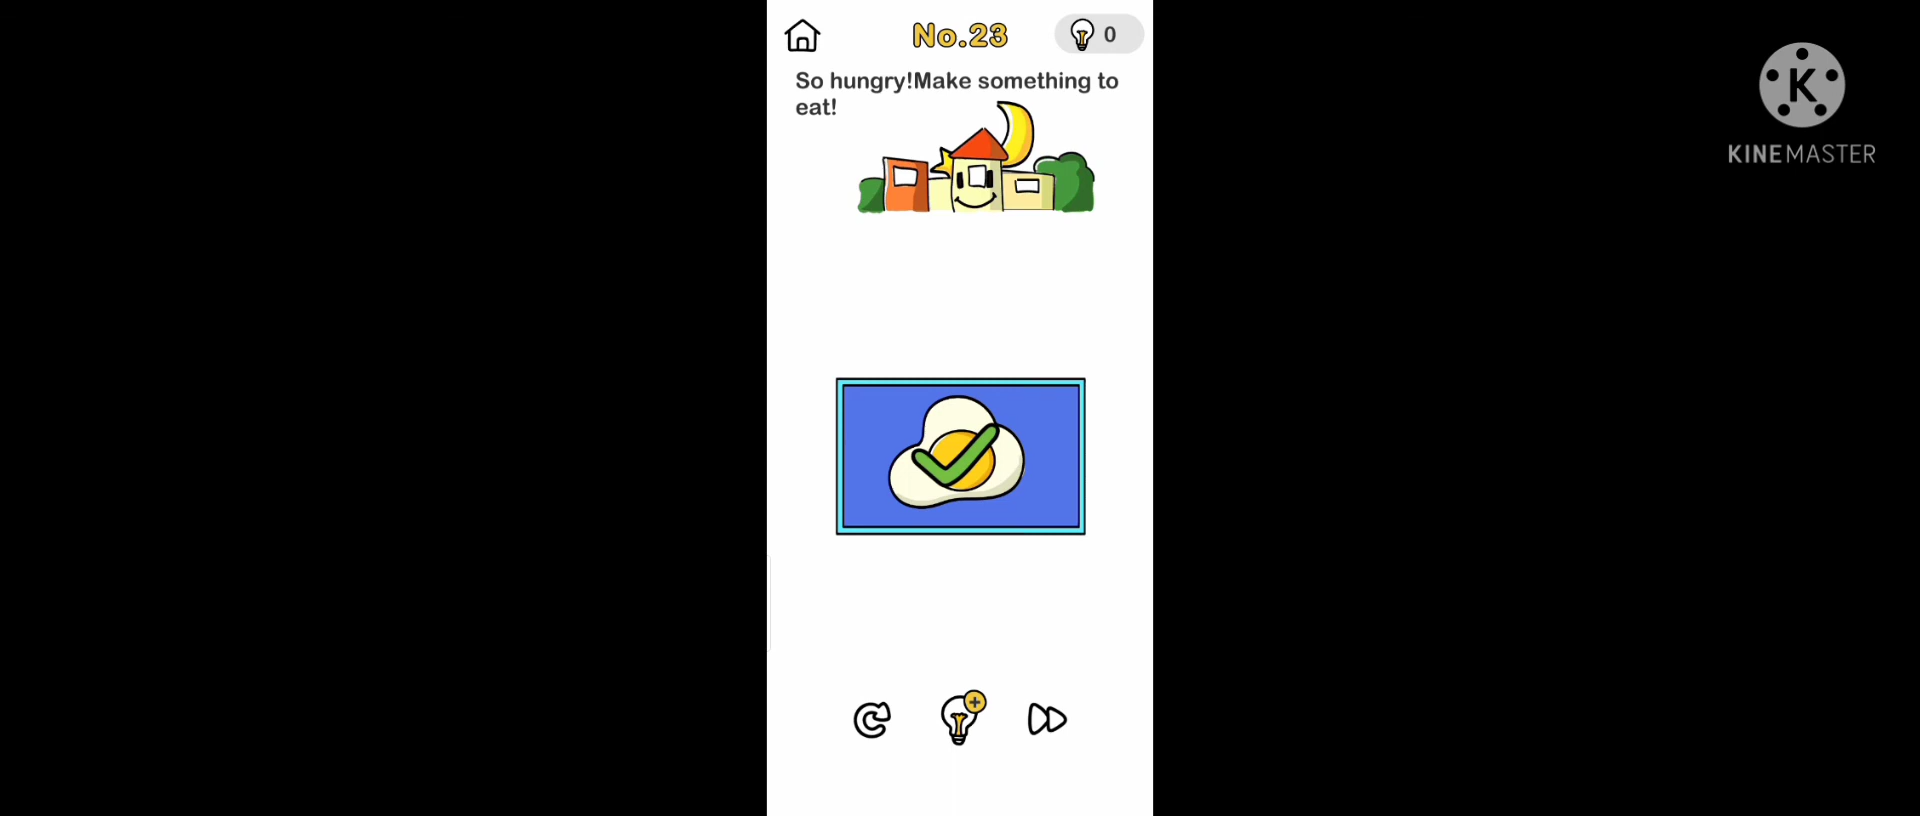 No.23
0
So hungry!Make something to
eat!
K
KINEMASTER